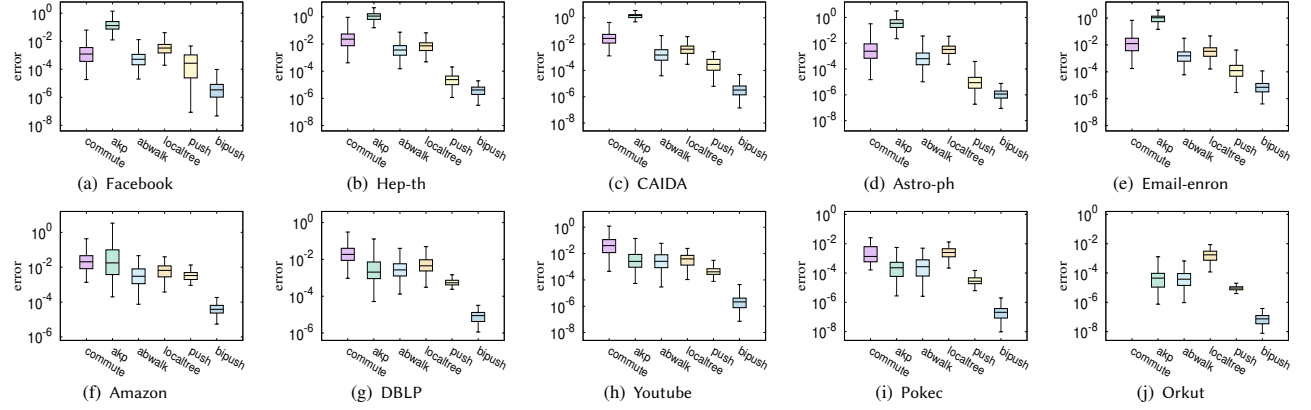 error
10^0
10^-2
10^-4
10^-6
10^-8
commute
akp
abwalk
localtree
push
bipush
(a) Facebook
error
10^0
10^-2
10^-4
10^-6
10^-8
commute
akp
abwalk
localtree
push
bipush
(b) Hep-th
error
10^0
10^-2
10^-4
10^-6
10^-8
commute
akp
abwalk
localtree
push
bipush
(c) CAIDA
error
10^0
10^-2
10^-4
10^-6
10^-8
commute
akp
abwalk
localtree
push
bipush
(d) Astro-ph
error
10^0
10^-2
10^-4
10^-6
10^-8
commute
akp
abwalk
localtree
push
bipush
(e) Email-enron
error
10^0
10^-2
10^-4
10^-6
commute
akp
abwalk
localtree
push
bipush
(f) Amazon
error
10^0
10^-2
10^-4
10^-6
commute
akp
abwalk
localtree
push
bipush
(g) DBLP
error
10^0
10^-2
10^-4
10^-6
10^-8
commute
akp
abwalk
localtree
push
bipush
(h) Youtube
error
10^0
10^-2
10^-4
10^-6
10^-8
commute
akp
abwalk
localtree
push
bipush
(i) Pokec
error
10^0
10^-2
10^-4
10^-6
10^-8
commute
akp
abwalk
localtree
push
bipush
(j) Orkut